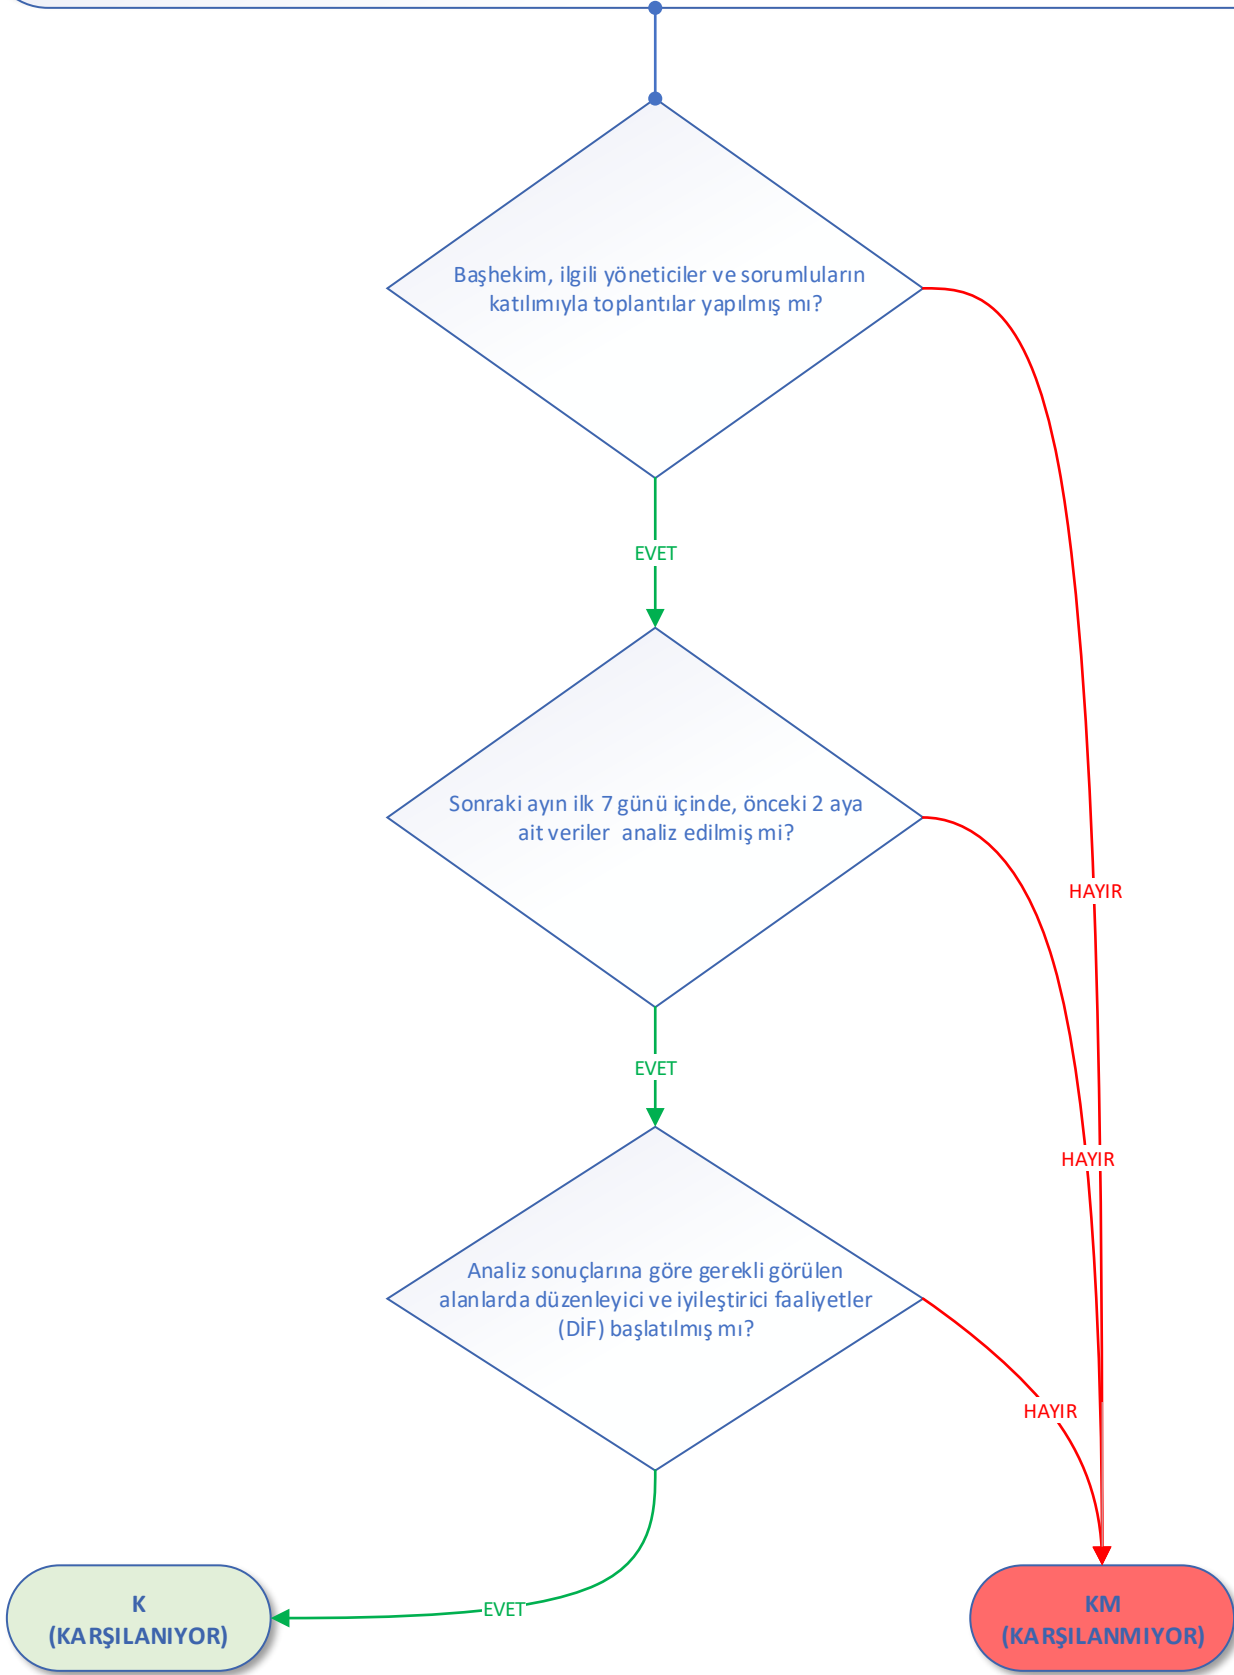 Başhekim, ilgili yöneticiler ve sorumluların
katılımıyla toplantılar yapılmış mı?
EVET
Sonraki ayın ilk 7 günü içinde, önceki 2 aya
ait veriler analiz edilmiş mi?
HAYIR
EVET
HAYIR
Analiz sonuçlarına göre gerekli görülen
alanlarda düzenleyici ve iyileştirici faaliyetler
(DİF) başlatılmış mı?
HAYIR
EVET
K
(KARŞILANIYOR)
KM
(KARŞILANMIYOR)